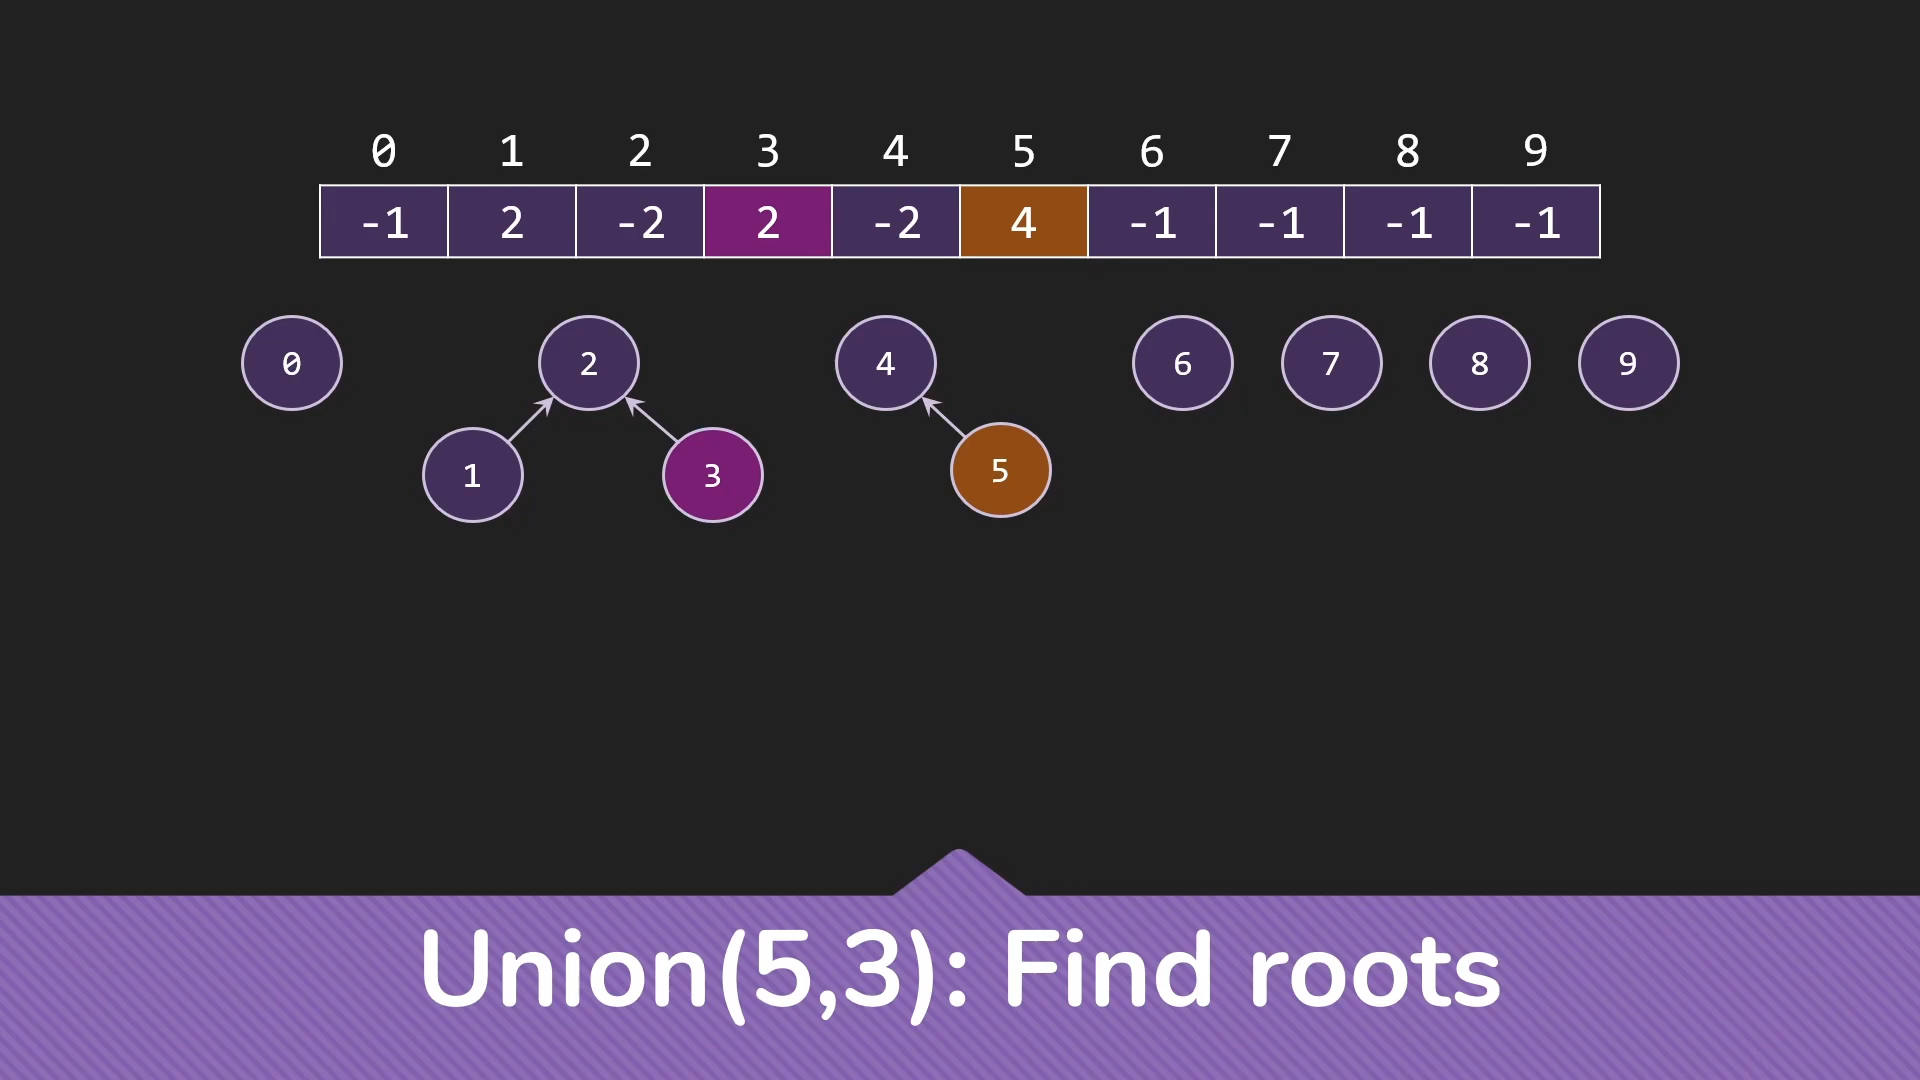 0 1 2 3 4 5 6 7 8 9
-1 2 -2 2 -2 4 -1 -1 -1 -1
0 2 4 6 7 8 9
1 3 5
Union(5,3): Find roots